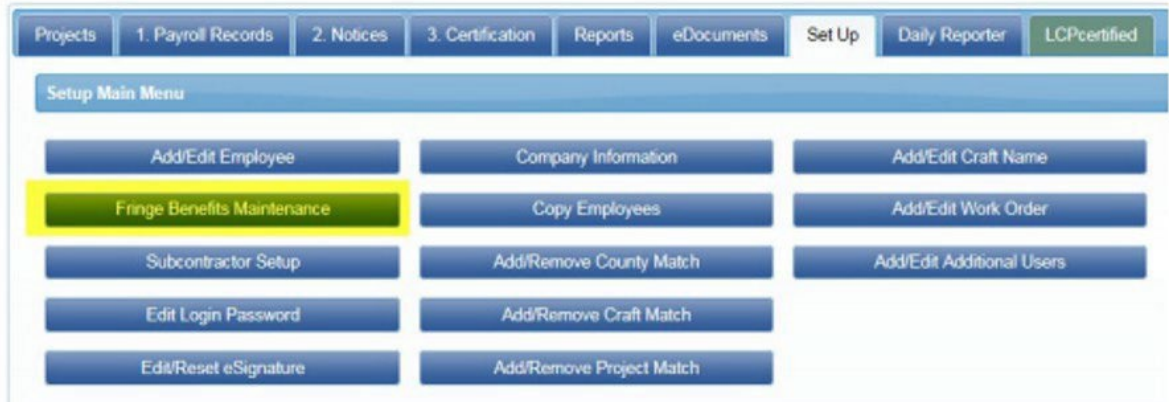 Projects 1. Payroll Records 2. Notices 3. Certification Reports eDocuments Set Up Daily Reporter LCPcertified
Setup Main Menu
Add/Edit Employee Company Information Add/Edit Craft Name
Fringe Benefits Maintenance Copy Employees Add/Edit Work Order
Subcontractor Setup Add/Remove County Match Add/Edit Additional Users
Edit Login Password Add/Remove Craft Match
Edit/Reset eSignature Add/Remove Project Match